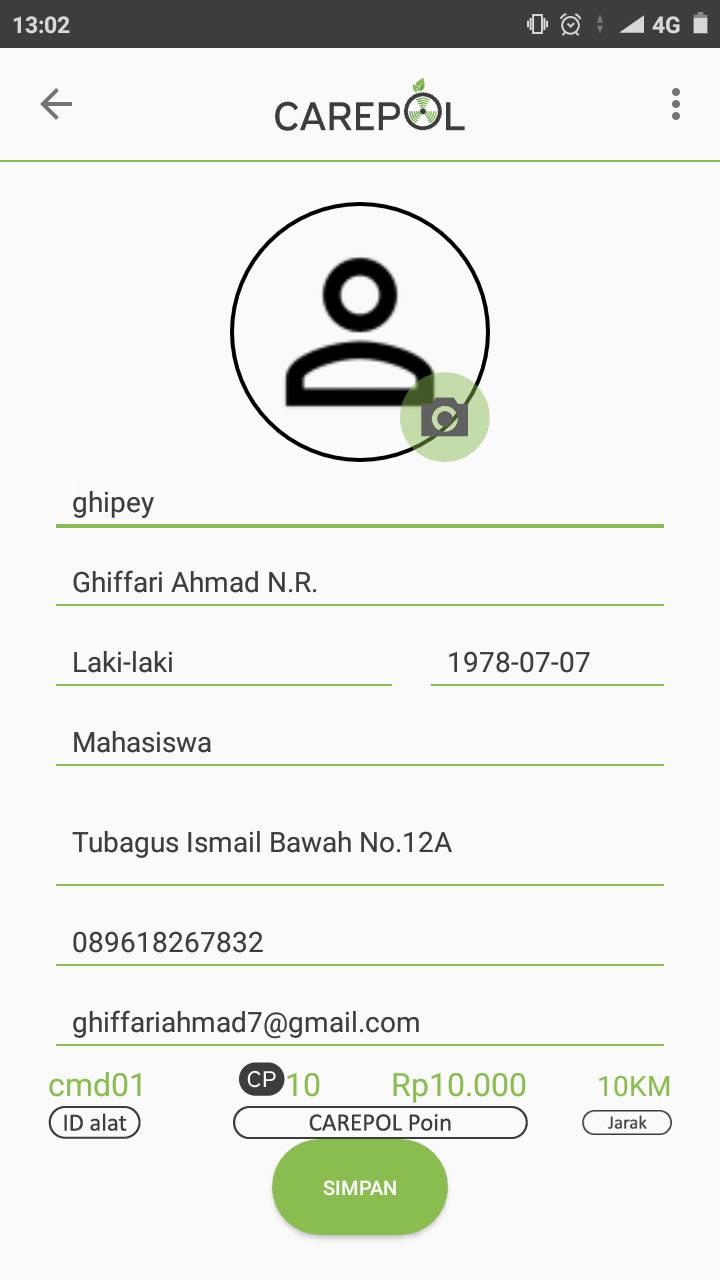 13:02 4G
CAREPOL
ghipey
Ghiffari Ahmad N.R.
Laki-laki 1978-07-07
Mahasiswa
Tubagus Ismail Bawah No.12A
089618267832
ghiffariahmad7@gmail.com
cmd01 CP 10 Rp10.000 10KM
ID alat CAREPOL Poin Jarak
SIMPAN